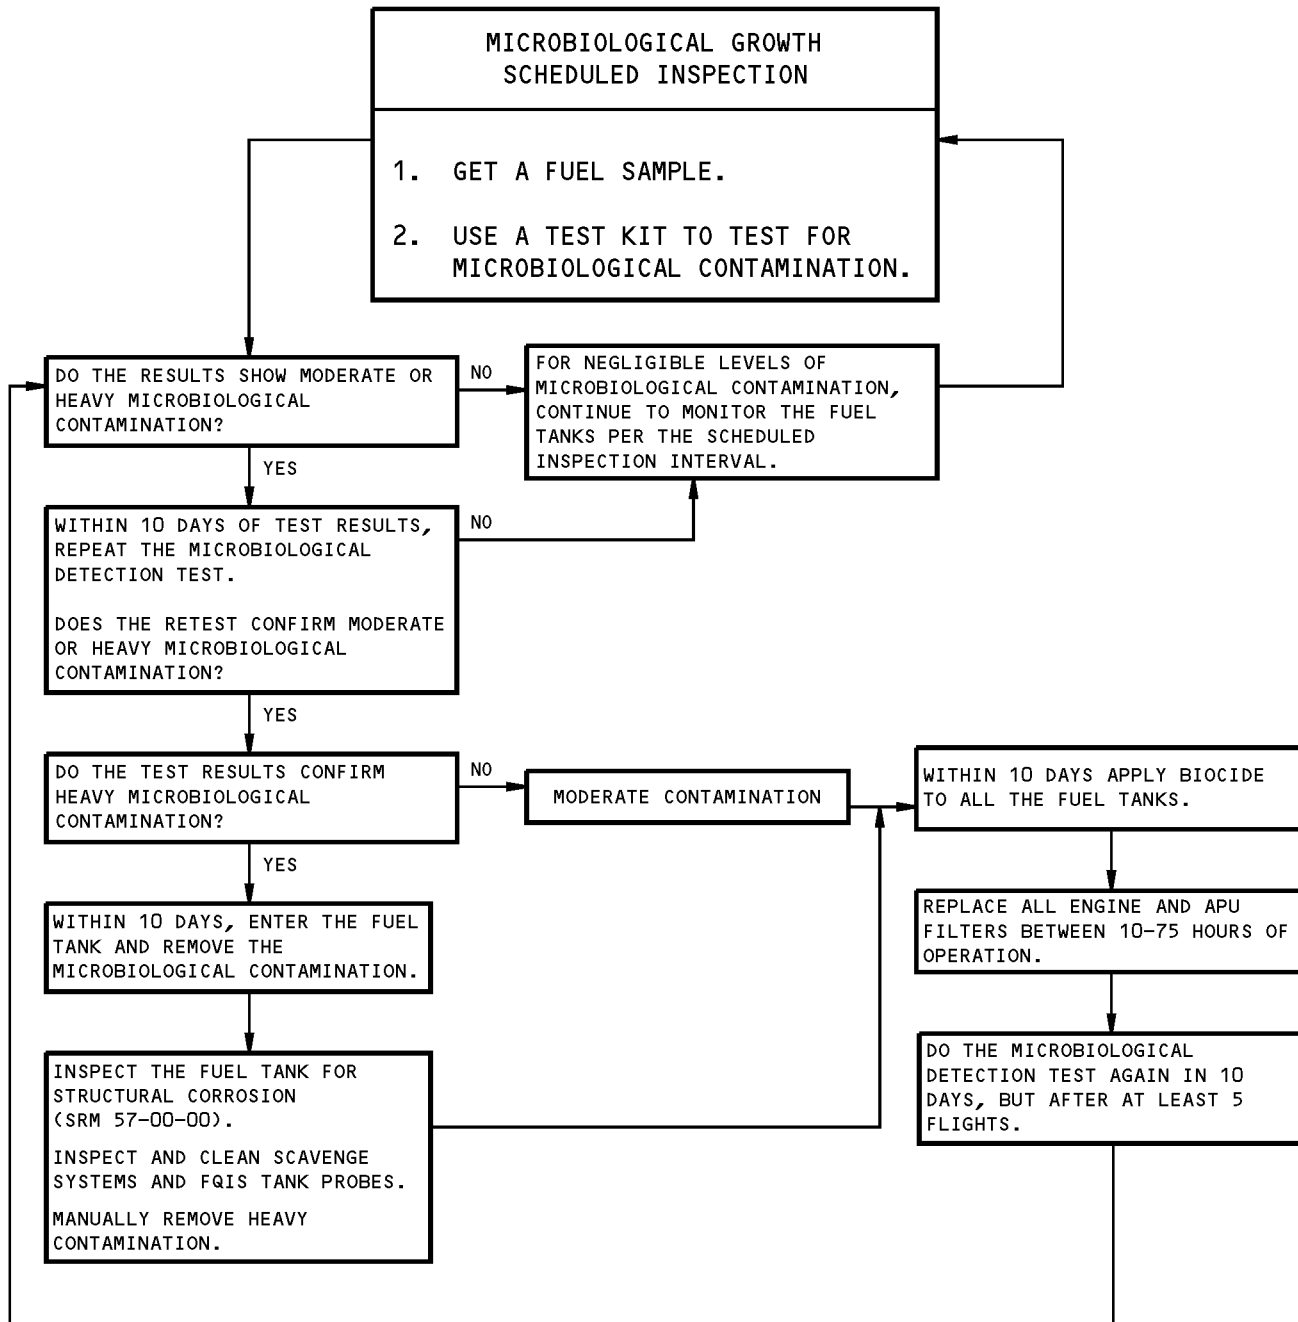 MICROBIOLOGICAL GROWTH
SCHEDULED INSPECTION
1. GET A FUEL SAMPLE.
2. USE A TEST KIT TO TEST FOR
MICROBIOLOGICAL CONTAMINATION.
DO THE RESULTS SHOW MODERATE OR
HEAVY MICROBIOLOGICAL
CONTAMINATION?
NO
FOR NEGLIGIBLE LEVELS OF
MICROBIOLOGICAL CONTAMINATION,
CONTINUE TO MONITOR THE FUEL
TANKS PER THE SCHEDULED
INSPECTION INTERVAL.
YES
WITHIN 10 DAYS OF TEST RESULTS,
REPEAT THE MICROBIOLOGICAL
DETECTION TEST.
DOES THE RETEST CONFIRM MODERATE
OR HEAVY MICROBIOLOGICAL
CONTAMINATION?
NO
YES
DO THE TEST RESULTS CONFIRM
HEAVY MICROBIOLOGICAL
CONTAMINATION?
NO
MODERATE CONTAMINATION
WITHIN 10 DAYS APPLY BIOCIDE
TO ALL THE FUEL TANKS.
YES
WITHIN 10 DAYS, ENTER THE FUEL
TANK AND REMOVE THE
MICROBIOLOGICAL CONTAMINATION.
REPLACE ALL ENGINE AND APU
FILTERS BETWEEN 10-75 HOURS OF
OPERATION.
INSPECT THE FUEL TANK FOR
STRUCTURAL CORROSION
(SRM 57-00-00).
INSPECT AND CLEAN SCAVENGE
SYSTEMS AND FQIS TANK PROBES.
MANUALLY REMOVE HEAVY
CONTAMINATION.
DO THE MICROBIOLOGICAL
DETECTION TEST AGAIN IN 10
DAYS, BUT AFTER AT LEAST 5
FLIGHTS.